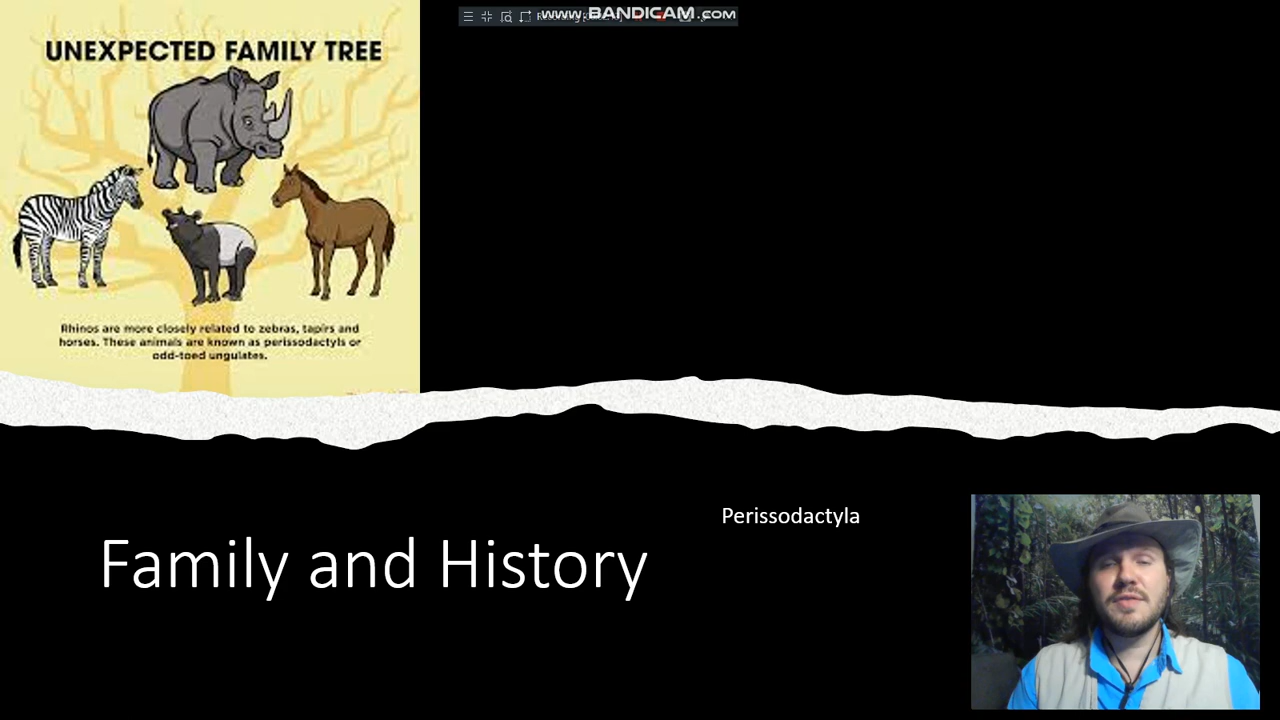 www.BANDICAM.com
UNEXPECTED FAMILY TREE
Rhinos are more closely related to zebras, tapirs and
horses. These animals are known as perissodactyls or
odd-toed ungulates.
Perissodactyla
Family and History